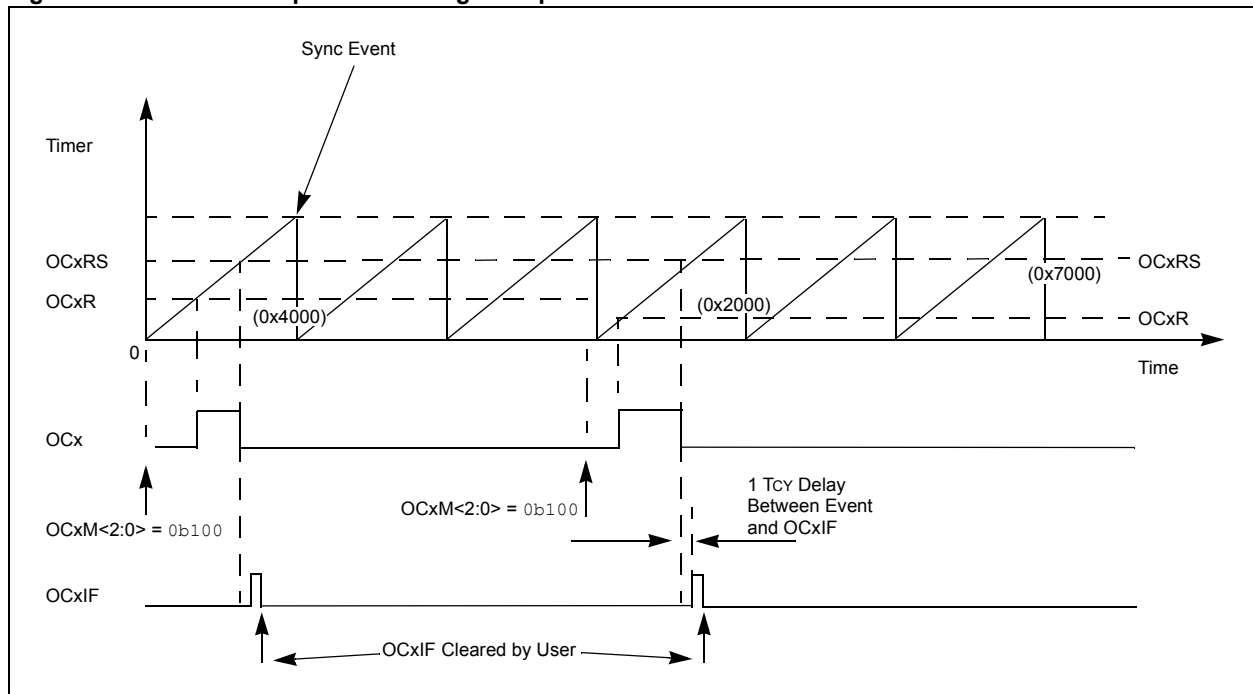 Sync Event
Timer
OCxRS
OCxRS
(0x7000)
OCxR
(0x4000)
(0x2000)
OCxR
0
Time
OCx
1 TCY Delay
Between Event
and OCxIF
OCxM<2:0> = 0b100
OCxM<2:0> = 0b100
OCxIF
OCxIF Cleared by User